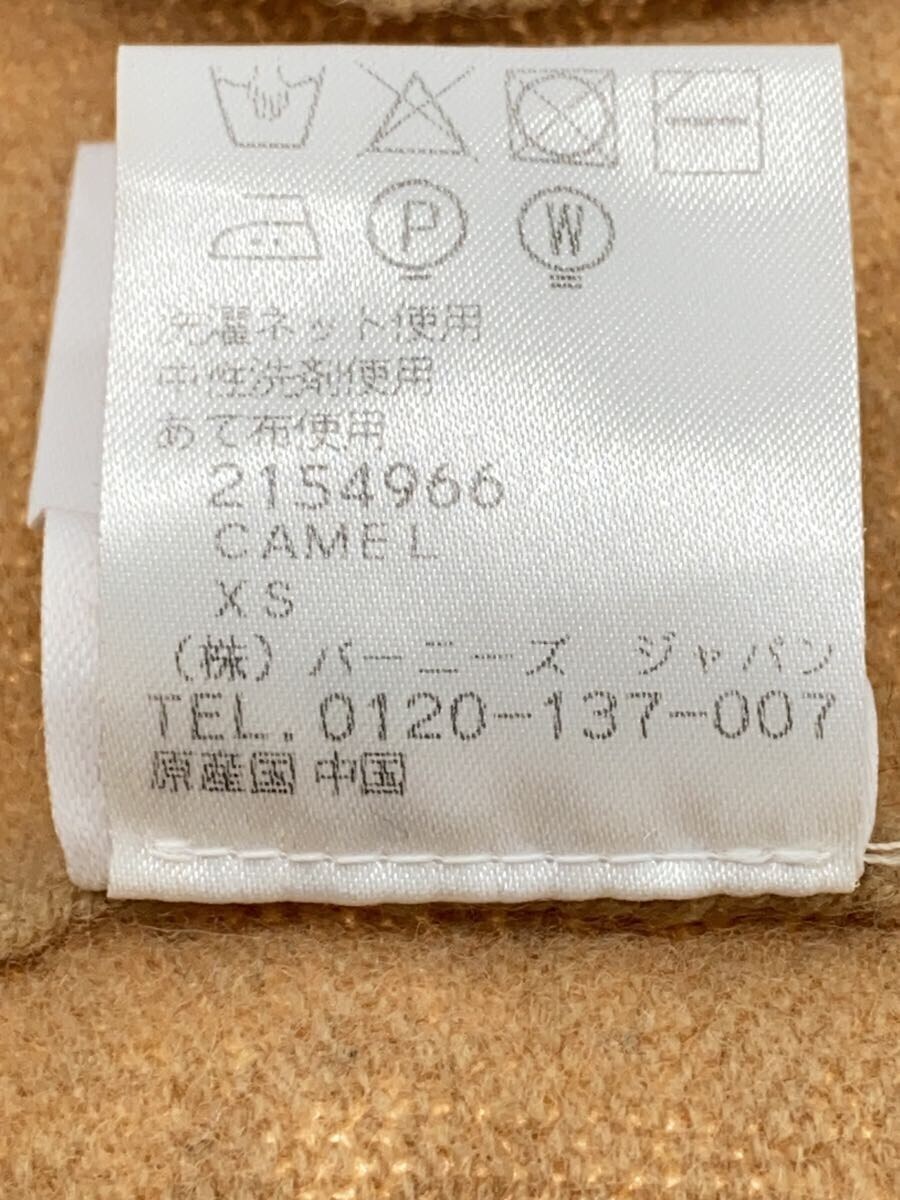 P W
洗濯ネット使用
中性洗剤使用
あて布使用
2154966
CAMEL
XS
(株)バーニーズ ジャパン
TEL.0120-137-007
原産国 中国